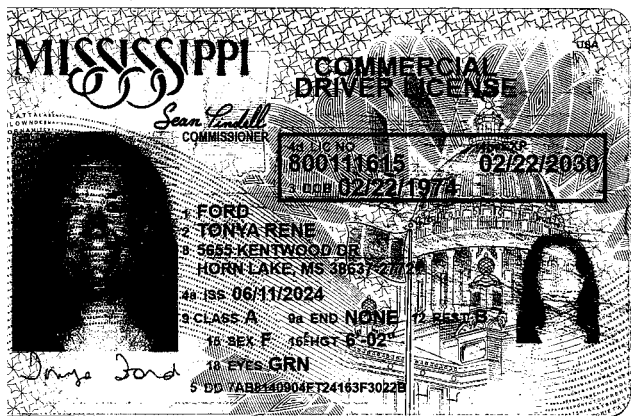 MISSISSIPPI
USA
COMMERCIAL
DRIVER LICENSE
Sean Tindell
COMMISSIONER
4d LIC NO
800111615
EXP
02/22/2030
3 DOB 02/22/1974
1 FORD
2 TONYA RENE
8 5655 KENTWOOD DR
HORN LAKE, MS 38637
4a ISS 06/11/2024
9 CLASS A 9a END NONE 12 REST B
15 SEX F 16 HGT 6'-02"
18 EYES GRN
Tonya Ford
5 DD